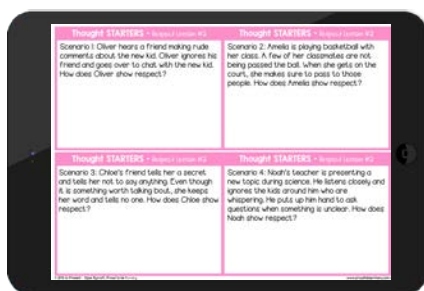 Thought STARTERS • Respect Lesson #2
Scenario 1: Oliver hears a friend making rude
comments about the new kid. Oliver ignores his
friend and goes over to chat with the new kid.
How does Oliver show respect?
Thought STARTERS • Respect Lesson #2
Scenario 2: Amelia is playing basketball with
her class. A few of her classmates are not
being passed the ball. When she gets on the
court, she makes sure to pass to those
people. How does Amelia show respect?
Thought STARTERS • Respect Lesson #2
Scenario 3: Chloe's friend tells her a secret
and tells her not to say anything. Even though
it is something worth talking bout, she keeps
her word and tells no one. How does Chloe show
respect?
Thought STARTERS • Respect Lesson #2
Scenario 4: Noah's teacher is presenting a
new topic during science. He listens closely and
ignores the kids around him who are
whispering. He puts up him hand to ask
questions when something is unclear. How does
Noah show respect?